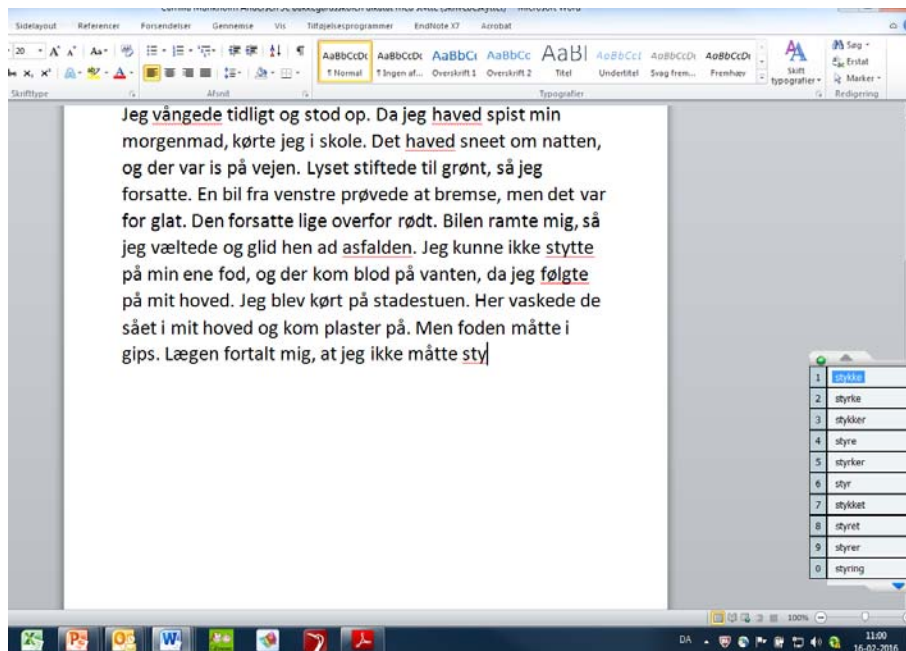 Microsoft Word
Sidelayout Referencer Forsendelser Gennemse Vis Tilføjelsesprogrammer EndNote X7 Acrobat
20 Aa Søg
AaBbCcDc AaBbCcDc AaBbC AaBbCc AaB AaBbCcI AaBbCcDc AaBbCcDc Erstat
¶ Normal ¶ Ingen af... Overskrift 1 Overskrift 2 Titel Undertitel Svag frem... Fremhæv Skift typografier Marker
Skrifttype Afsnit Typografier Redigering
Jeg vångede tidligt og stod op. Da jeg haved spist min
morgenmad, kørte jeg i skole. Det haved sneet om natten,
og der var is på vejen. Lyset stiftede til grønt, så jeg
forsatte. En bil fra venstre prøvede at bremse, men det var
for glat. Den forsatte lige overfor rødt. Bilen ramte mig, så
jeg væltede og glid hen ad asfalden. Jeg kunne ikke stytte
på min ene fod, og der kom blod på vanten, da jeg følgte
på mit hoved. Jeg blev kørt på stadestuen. Her vaskede de
sået i mit hoved og kom plaster på. Men foden måtte i
gips. Lægen fortalt mig, at jeg ikke måtte sty
1 stykke
2 styrke
3 stykker
4 styre
5 styrker
6 styr
7 stykket
8 styret
9 styrer
0 styring
100%
DA 11:00
16-02-2016